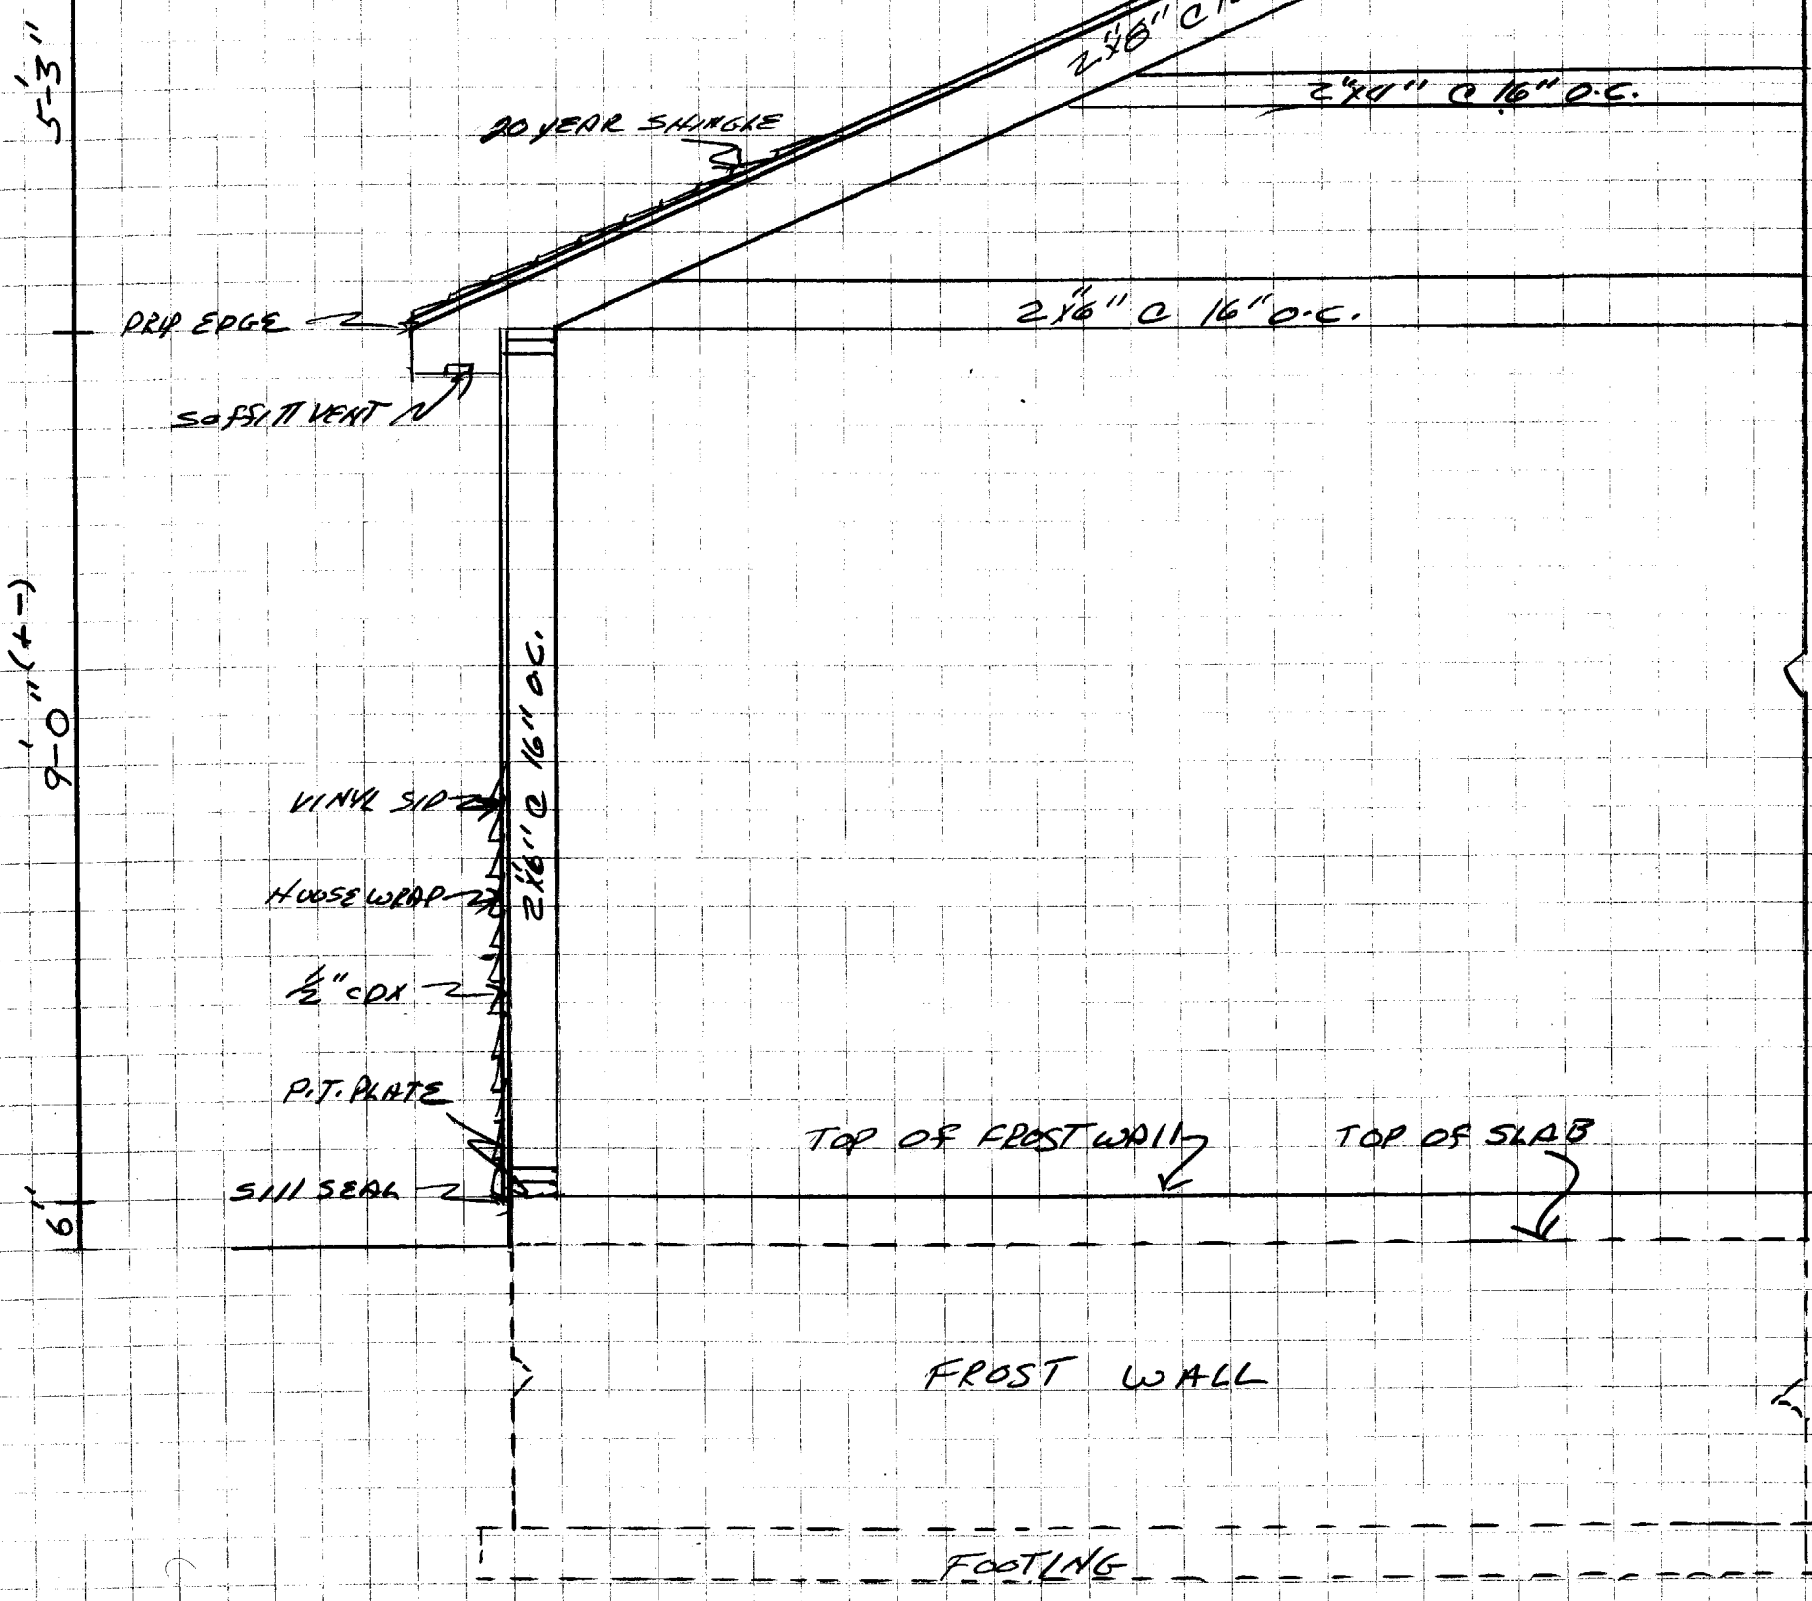 5'-3"
2"x8" C
2"x4" C 16" O.C.
20 YEAR SHINGLE
DRIP EDGE
2"x6" C 16" O.C.
SOFFITT VENT
9'-0" (+-)
2"x6" C 16" O.C.
VINYL SID
HOUSE WRAP
1/2" CDX
P.T. PLATE
TOP OF FROST WALL
TOP OF SLAB
SILL SEAL
6'
FROST WALL
FOOTING